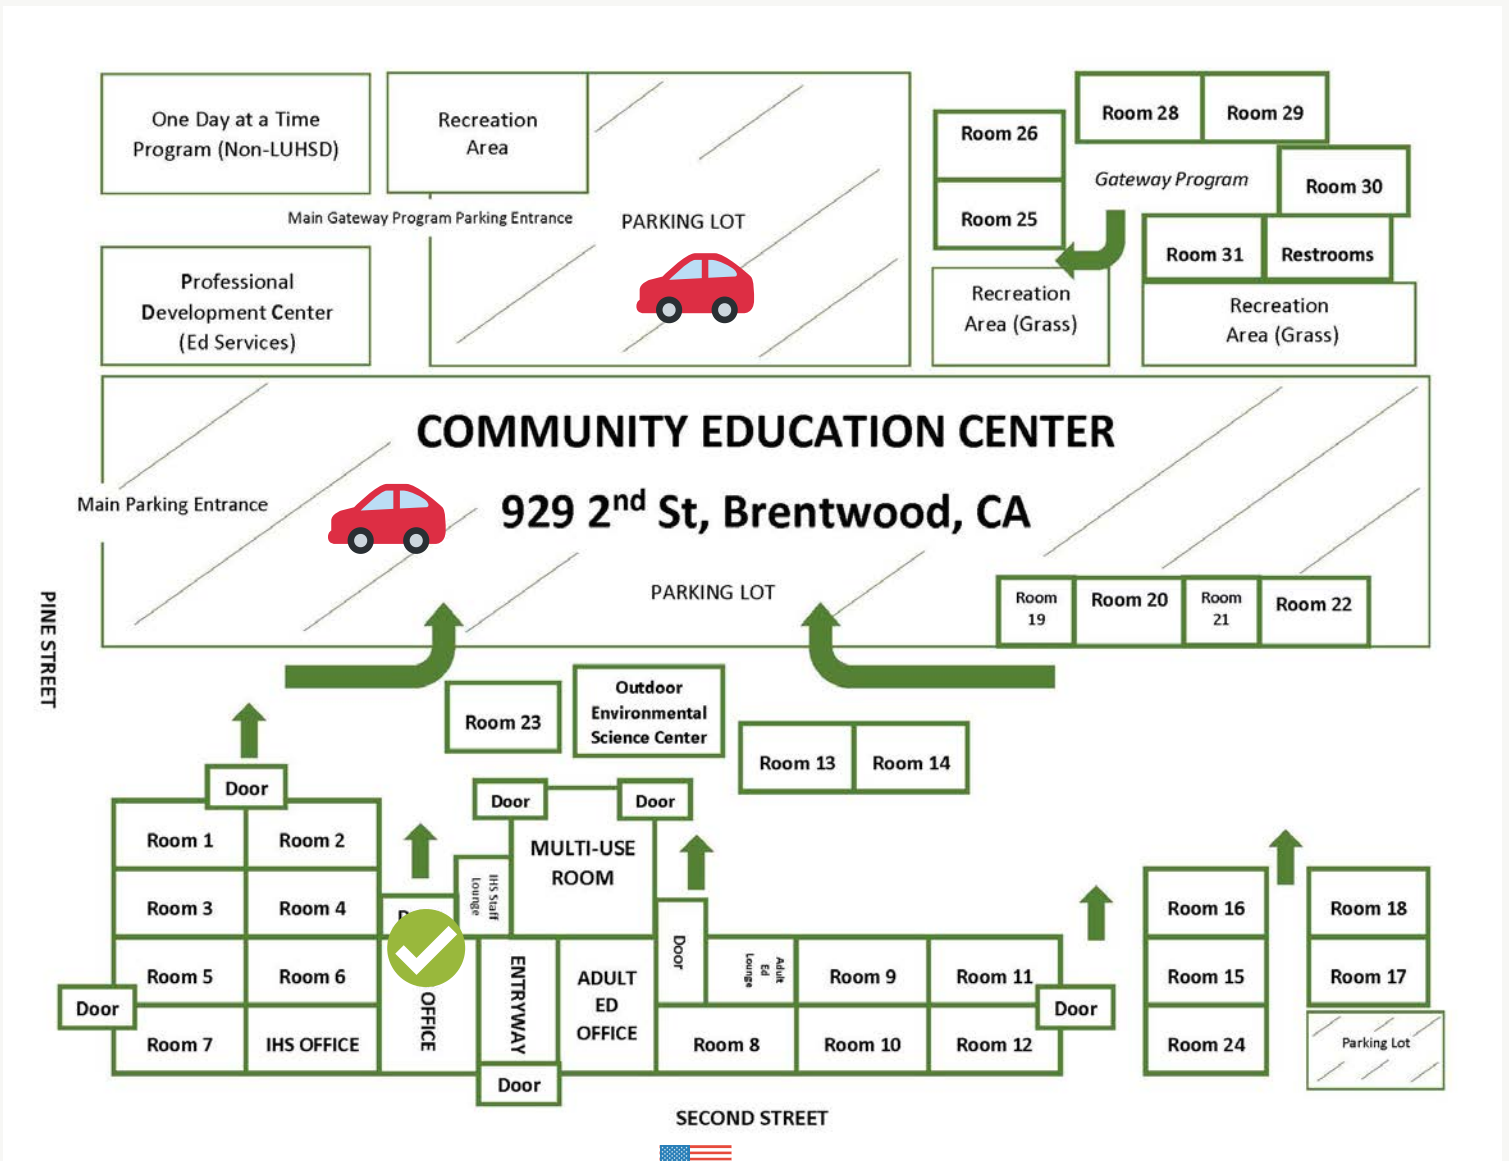 One Day at a Time
Program (Non-LUHSD)
Recreation
Area
Main Gateway Program Parking Entrance
PARKING LOT
Professional
Development Center
(Ed Services)
Room 26
Room 25
Room 28
Room 29
Gateway Program
Room 30
Room 31
Restrooms
Recreation
Area (Grass)
Recreation
Area (Grass)
COMMUNITY EDUCATION CENTER
929 2nd St, Brentwood, CA
Main Parking Entrance
PARKING LOT
Room
19
Room 20
Room
21
Room 22
PINE STREET
Room 23
Outdoor
Environmental
Science Center
Room 13
Room 14
Door
Room 1
Room 2
Room 3
Room 4
Room 5
Room 6
Door
Room 7
IHS OFFICE
OFFICE
IHS Staff
Lounge
Door
Door
MULTI-USE
ROOM
ENTRYWAY
Door
ADULT
ED
OFFICE
Door
Adult
Ed
Lounge
Room 8
Room 9
Room 10
Room 11
Room 12
Door
Room 16
Room 15
Room 24
Room 18
Room 17
Parking Lot
SECOND STREET